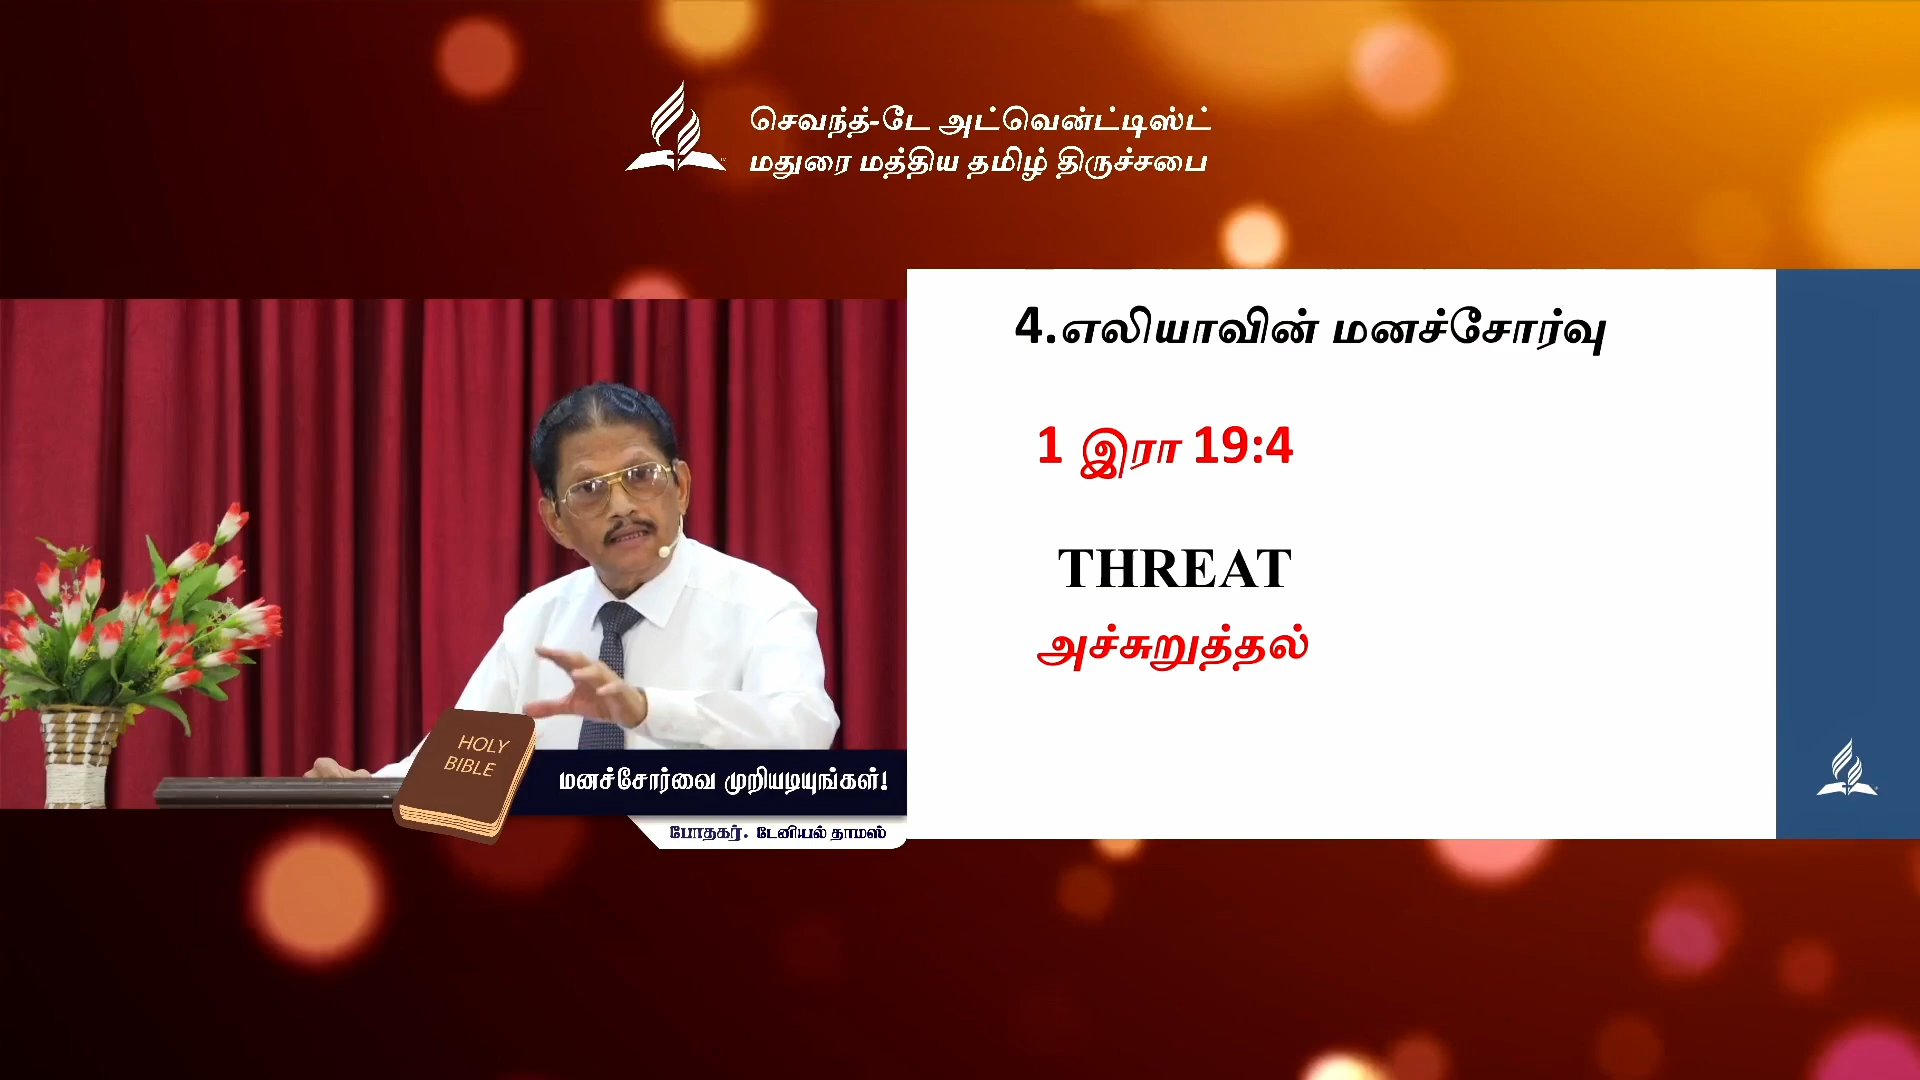 செவந்த்-டே அட்வென்ட்டிஸ்ட்
மதுரை மத்திய தமிழ் திருச்சபை
4.எலியாவின் மனச்சோர்வு
1 இரா 19:4
THREAT
அச்சுறுத்தல்
HOLY
BIBLE
மனச்சோர்வை முறியடியுங்கள்!
போதகர். டேனியல் தாமஸ்